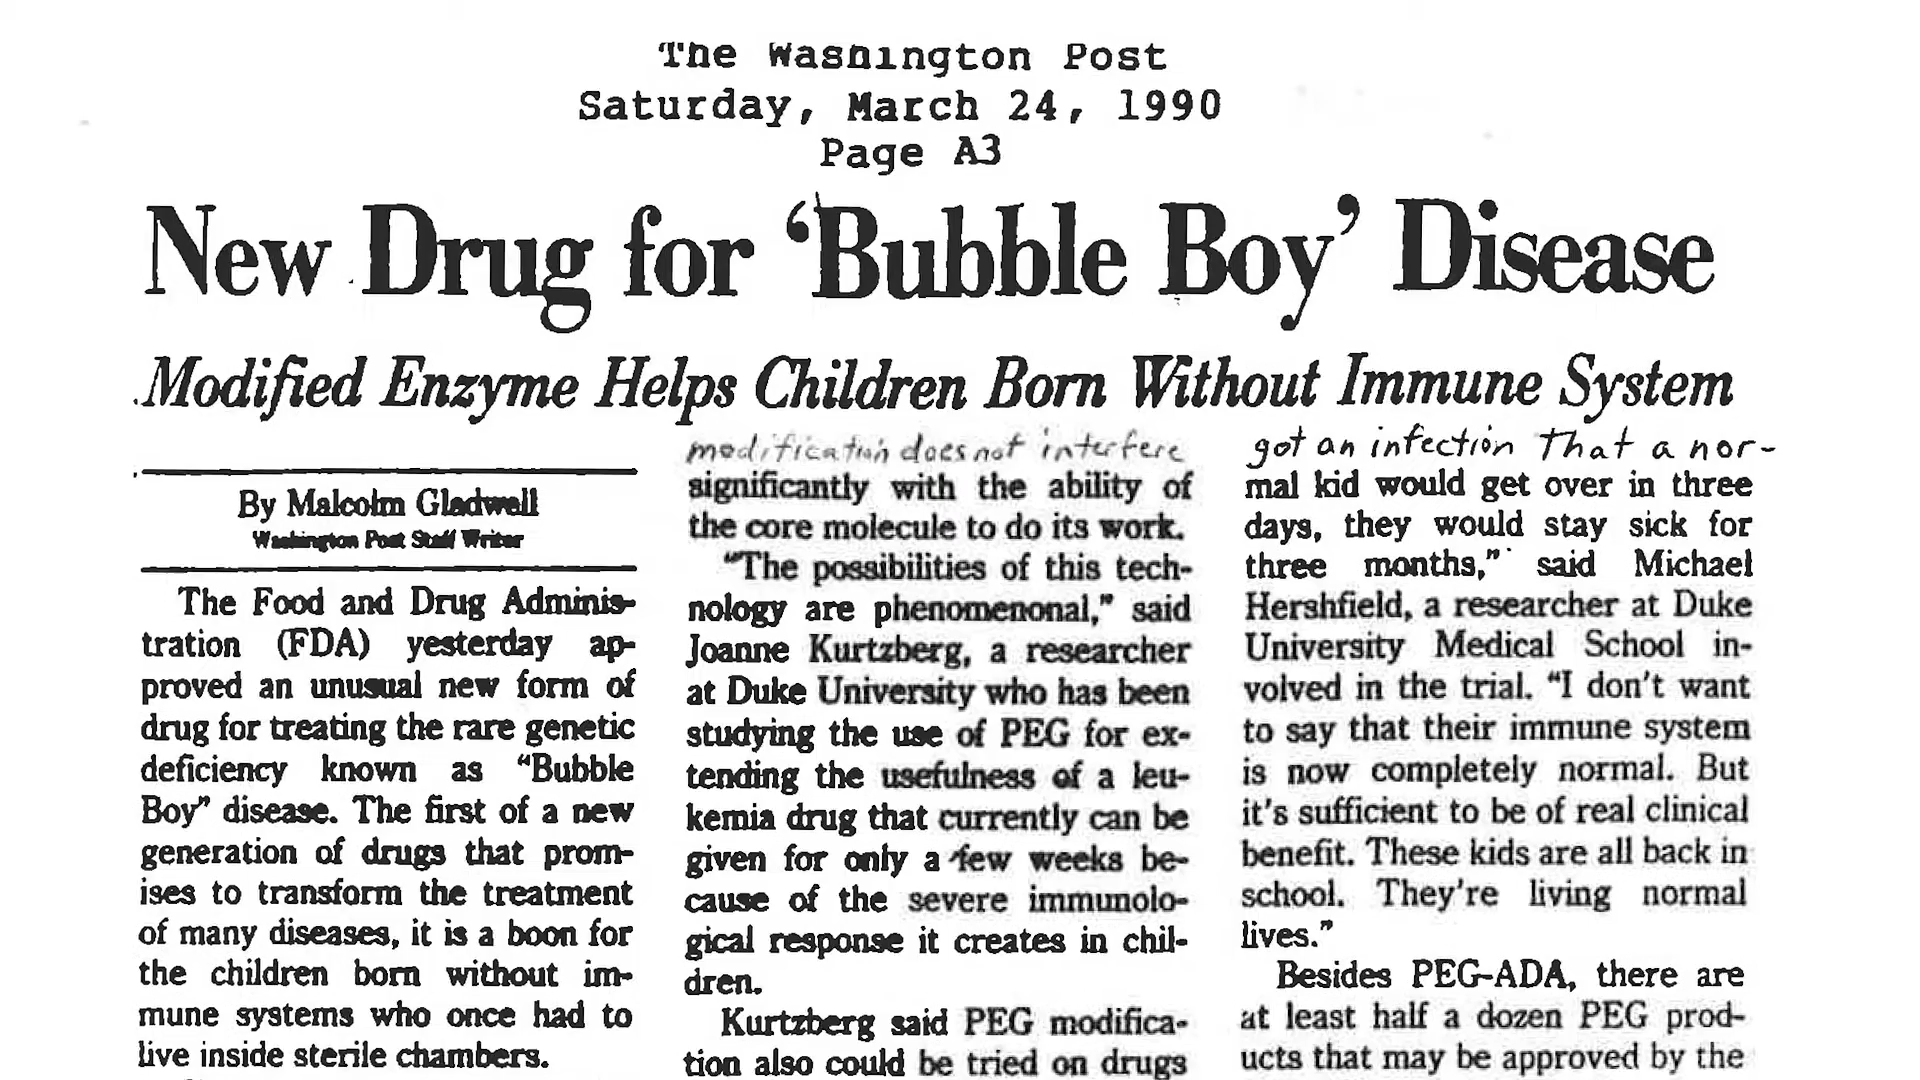 The Washington Post
Saturday, March 24, 1990
Page A3
New Drug for ‘Bubble Boy’ Disease
Modified Enzyme Helps Children Born Without Immune System
By Malcolm Gladwell
Washington Post Staff Writer
The Food and Drug Adminis-
tration (FDA) yesterday ap-
proved an unusual new form of
drug for treating the rare genetic
deficiency known as “Bubble
Boy” disease. The first of a new
generation of drugs that prom-
ises to transform the treatment
of many diseases, it is a boon for
the children born without im-
mune systems who once had to
live inside sterile chambers.
modification does not interfere
significantly with the ability of
the core molecule to do its work.
“The possibilities of this tech-
nology are phenomenonal,” said
Joanne Kurtzberg, a researcher
at Duke University who has been
studying the use of PEG for ex-
tending the usefulness of a leu-
kemia drug that currently can be
given for only a few weeks be-
cause of the severe immunolo-
gical response it creates in chil-
dren.
Kurtzberg said PEG modifica-
tion also could be tried on drugs
got an infection that a nor-
mal kid would get over in three
days, they would stay sick for
three months,” said Michael
Hershfield, a researcher at Duke
University Medical School in-
volved in the trial. “I don't want
to say that their immune system
is now completely normal. But
it's sufficient to be of real clinical
benefit. These kids are all back in
school. They're living normal
lives.”
Besides PEG-ADA, there are
at least half a dozen PEG prod-
ucts that may be approved by the